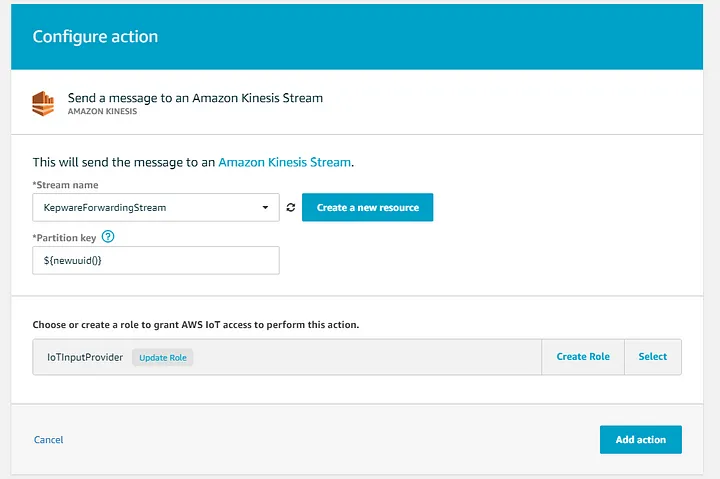 Configure action
Send a message to an Amazon Kinesis Stream
AMAZON KINESIS
This will send the message to an Amazon Kinesis Stream.
*Stream name
KepwareForwardingStream
Create a new resource
*Partition key ?
${newuuid()}
Choose or create a role to grant AWS IoT access to perform this action.
IoTInputProvider Update Role Create Role Select
Cancel Add action